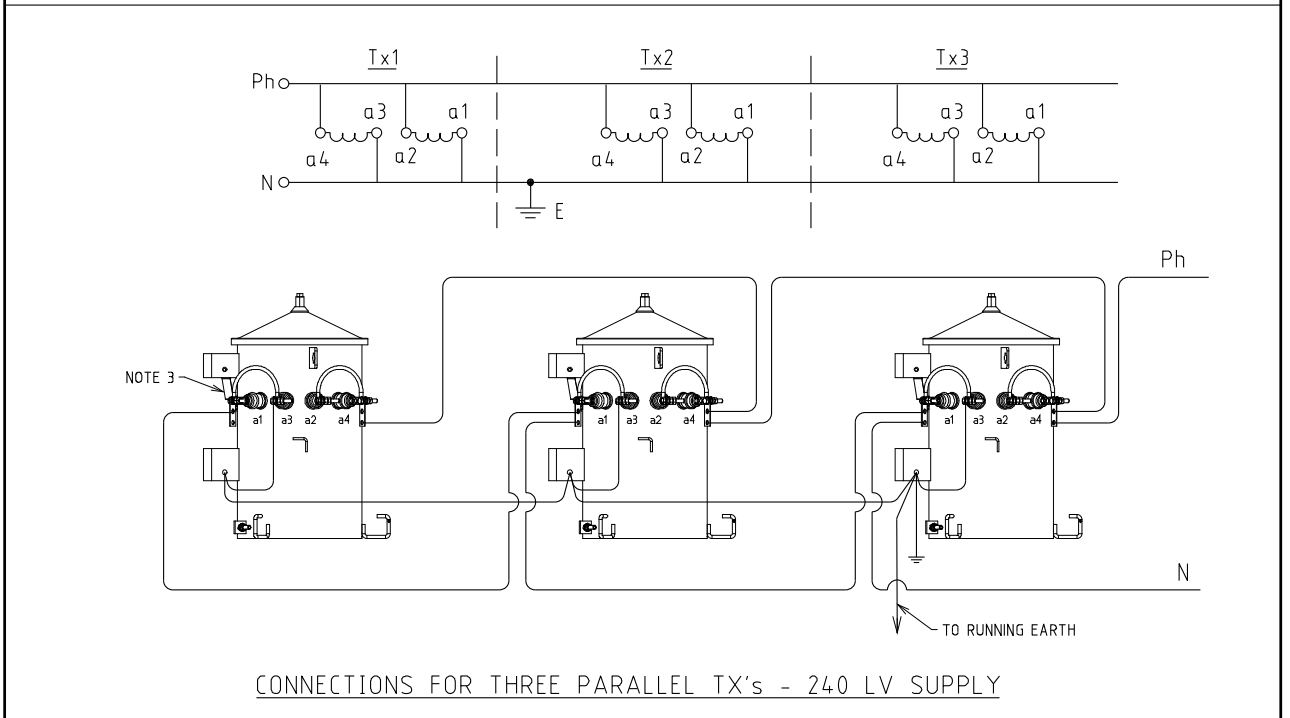 Tx1 Tx2 Tx3
Ph
a3 a1 a3 a1 a3 a1
a4 a2 a4 a2 a4 a2
N
E
Ph
NOTE 3
a1 a3 a2 a4 a1 a3 a2 a4 a1 a3 a2 a4
N
TO RUNNING EARTH
CONNECTIONS FOR THREE PARALLEL TX's - 240 LV SUPPLY